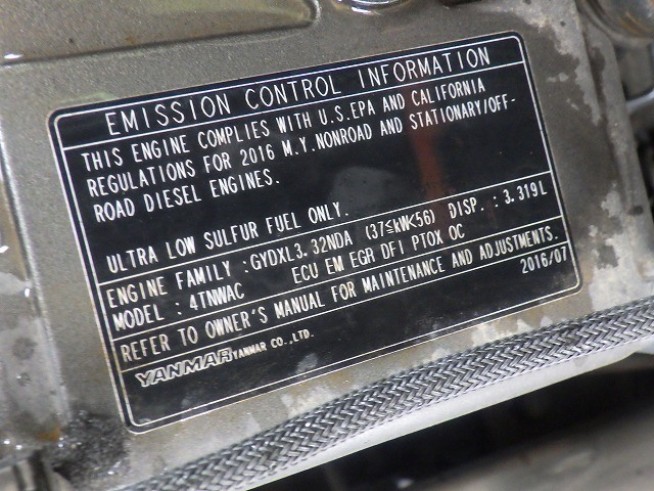 EMISSION CONTROL INFORMATION
THIS ENGINE COMPLIES WITH U.S.EPA AND CALIFORNIA
REGULATIONS FOR 2016 M.Y.NONROAD AND STATIONARY/OFF-
ROAD DIESEL ENGINES.
ULTRA LOW SULFUR FUEL ONLY.
ENGINE FAMILY :GYDXL3.32NDA (37≦kW<56) DISP.: 3.319L
MODEL : 4TNWAC ECU EM EGR DFI PTOX OC
REFER TO OWNER'S MANUAL FOR MAINTENANCE AND ADJUSTMENTS.
YANMAR YANMAR CO.,LTD. 2016/07